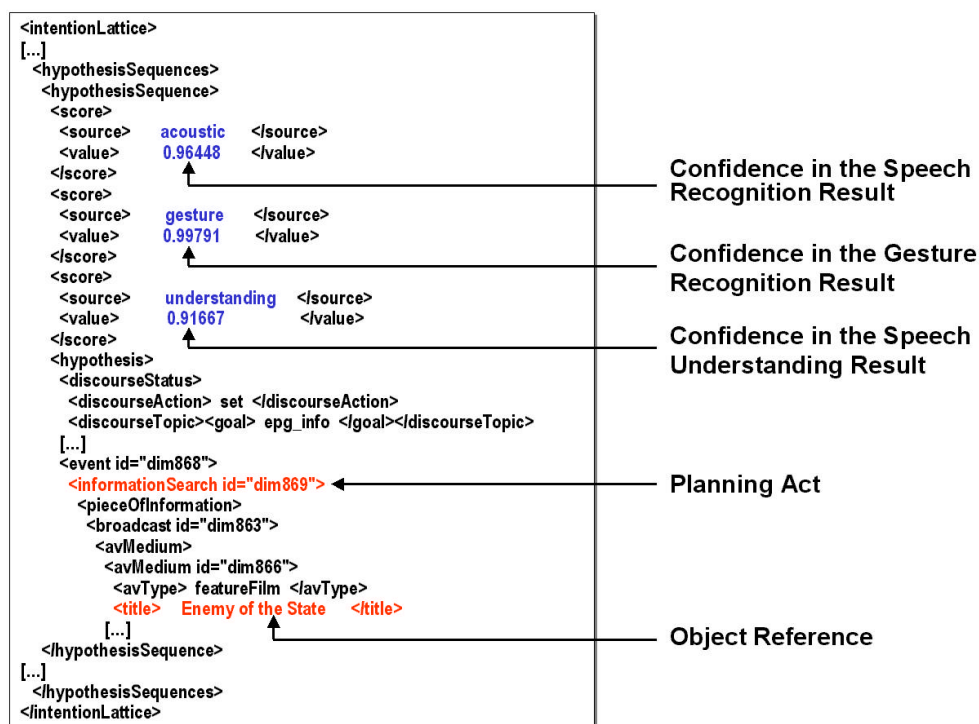 <intentionLattice>
[...]
<hypothesisSequences>
<hypothesisSequence>
<score>
<source> acoustic </source>
<value> 0.96448 </value>
</score>
<score>
<source> gesture </source>
<value> 0.99791 </value>
</score>
<score>
<source> understanding </source>
<value> 0.91667 </value>
</score>
<hypothesis>
<discourseStatus>
<discourseAction> set </discourseAction>
<discourseTopic><goal> epg_info </goal></discourseTopic>
[...]
<event id="dim868">
<informationSearch id="dim869">
<pieceOfInformation>
<broadcast id="dim863">
<avMedium>
<avMedium id="dim866">
<avType> featureFilm </avType>
<title> Enemy of the State </title>
[...]
</hypothesisSequence>
[...]
</hypothesisSequences>
</intentionLattice>
Confidence in the Speech
Recognition Result
Confidence in the Gesture
Recognition Result
Confidence in the Speech
Understanding Result
Planning Act
Object Reference